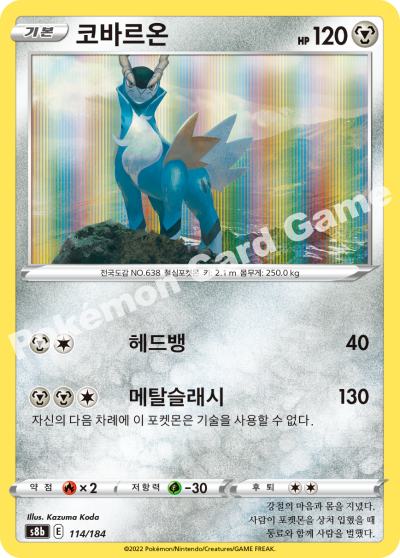 기본 코바르온 HP 120
전국도감 NO.638 철심포켓몬 키: 2.1 m 몸무게: 250.0 kg
헤드뱅 40
메탈슬래시 130
자신의 다음 차례에 이 포켓몬은 기술을 사용할 수 없다.
약점 ×2 저항력 -30 후퇴
Illus. Kazuma Koda
s8b E 114/184
강철의 마음과 몸을 지녔다.
사람이 포켓몬을 상처 입혔을 때
동료와 함께 사람을 벌했다.
©2022 Pokémon/Nintendo/Creatures/GAME FREAK.
Pokémon Card Game